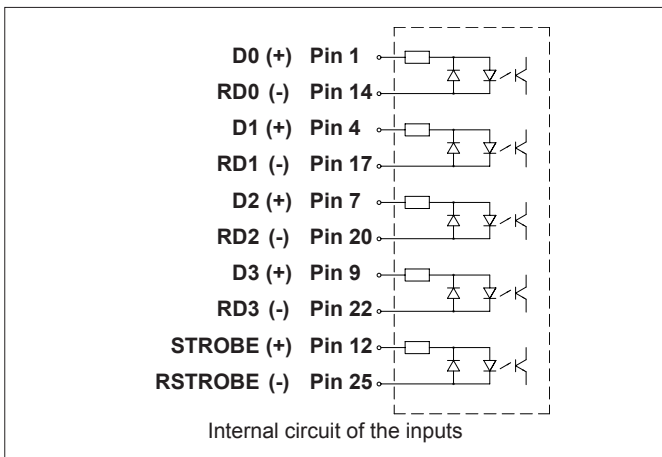 D0 (+) Pin 1
RD0 (-) Pin 14
D1 (+) Pin 4
RD1 (-) Pin 17
D2 (+) Pin 7
RD2 (-) Pin 20
D3 (+) Pin 9
RD3 (-) Pin 22
STROBE (+) Pin 12
RSTROBE (-) Pin 25
Internal circuit of the inputs